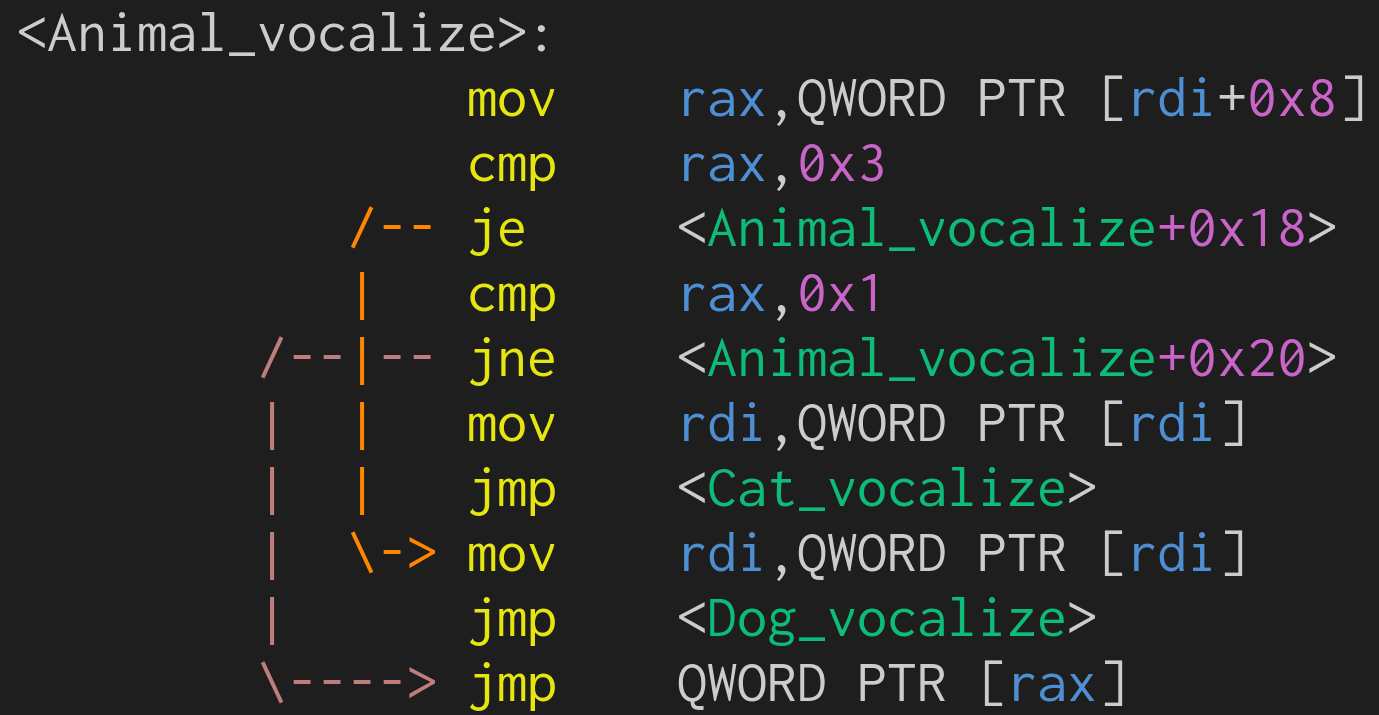 <Animal_vocalize>:
mov rax,QWORD PTR [rdi+0x8]
cmp rax,0x3
/-- je <Animal_vocalize+0x18>
| cmp rax,0x1
/--|-- jne <Animal_vocalize+0x20>
| | mov rdi,QWORD PTR [rdi]
| | jmp <Cat_vocalize>
| \-> mov rdi,QWORD PTR [rdi]
| jmp <Dog_vocalize>
\----> jmp QWORD PTR [rax]